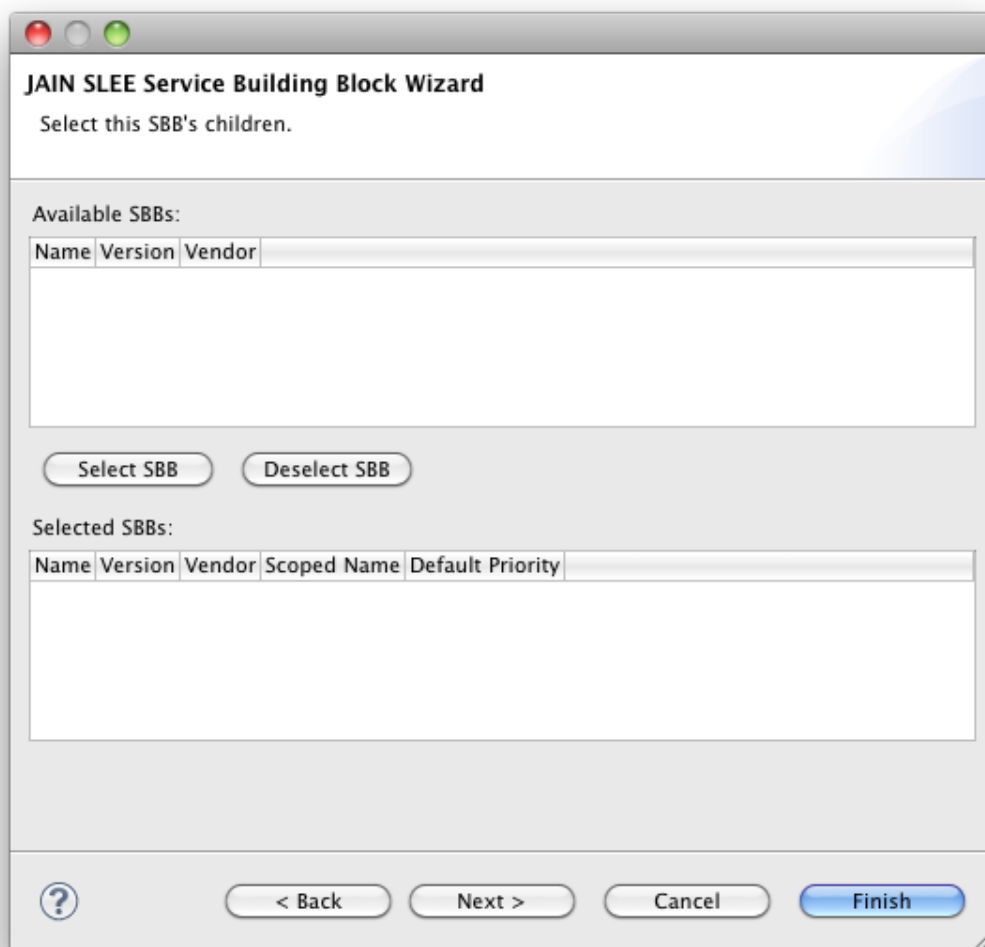 JAIN SLEE Service Building Block Wizard
Select this SBB's children.
Available SBBs:
Name Version Vendor
Select SBB Deselect SBB
Selected SBBs:
Name Version Vendor Scoped Name Default Priority
? < Back Next > Cancel Finish